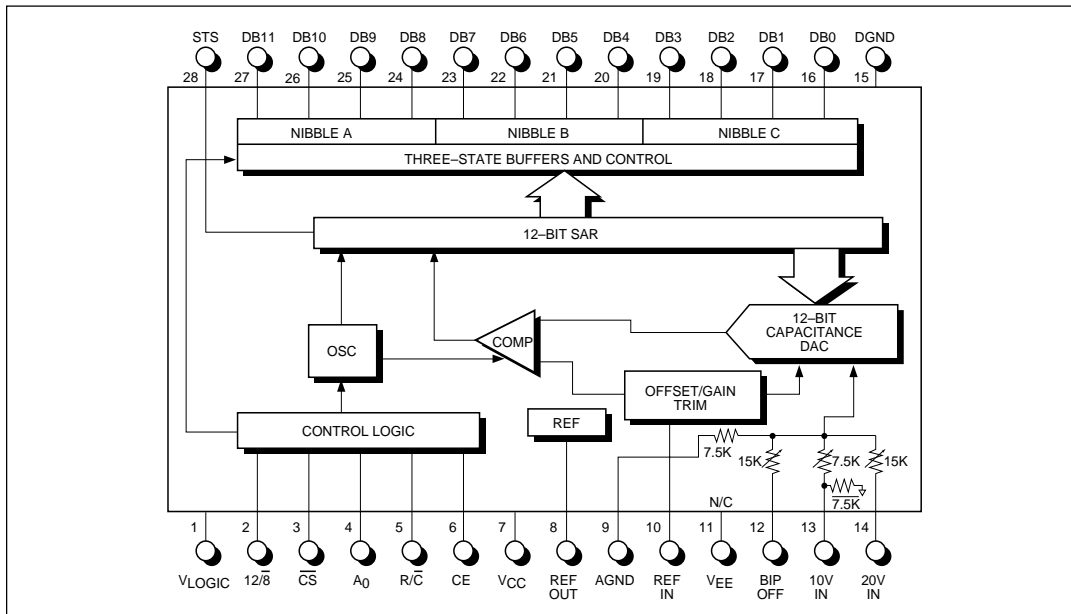 STS DB11 DB10 DB9 DB8 DB7 DB6 DB5 DB4 DB3 DB2 DB1 DB0 DGND
28 27 26 25 24 23 22 21 20 19 18 17 16 15
NIBBLE A NIBBLE B NIBBLE C
THREE–STATE BUFFERS AND CONTROL
12–BIT SAR
12–BIT
CAPACITANCE
DAC
COMP
OSC
OFFSET/GAIN
TRIM
REF
CONTROL LOGIC
7.5K
15K 7.5K 15K
7.5K
N/C
1 2 3 4 5 6 7 8 9 10 11 12 13 14
VLOGIC 12/8̅ C̅S̅ A0 R/C̅ CE VCC REF AGND REF VEE BIP 10V 20V
OUT IN OFF IN IN